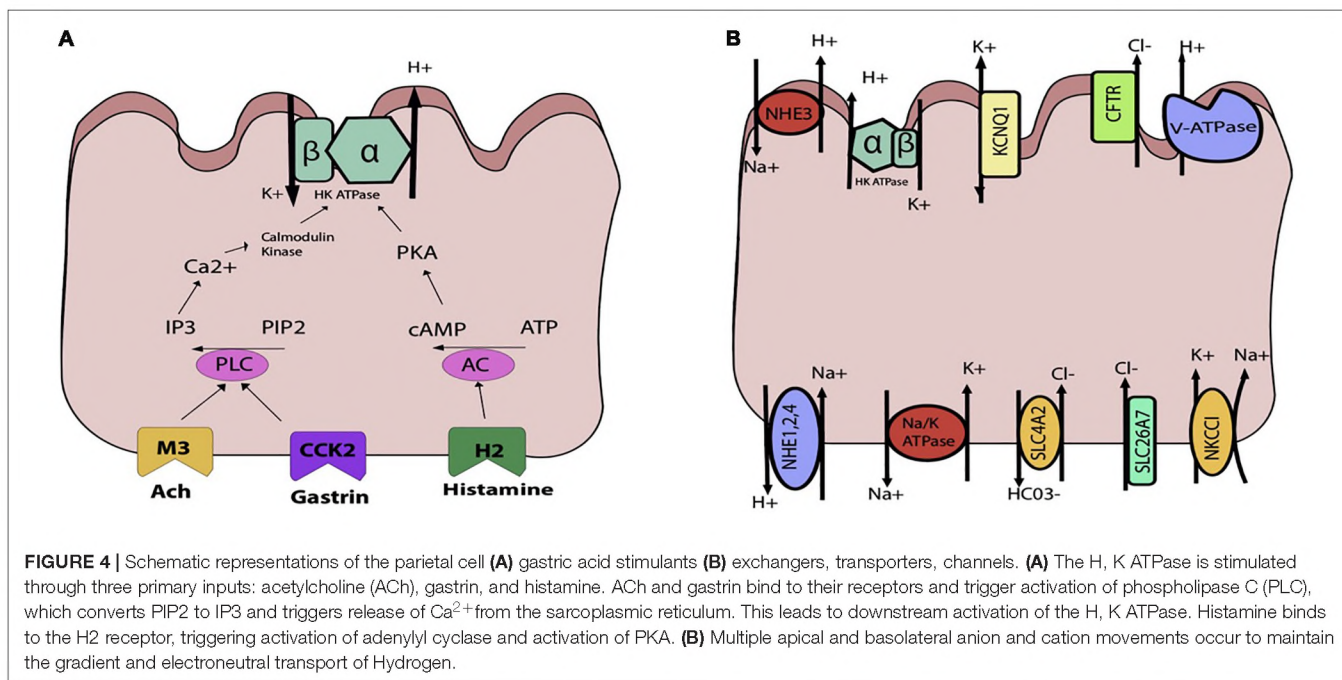 A
H+
β
α
K+
HK ATPase
Calmodulin
Kinase
Ca2+
PKA
IP3
PIP2
cAMP
ATP
PLC
AC
M3
CCK2
H2
Ach
Gastrin
Histamine
B
H+
K+
Cl-
H+
NHE3
H+
KCNQ1
CFTR
V-ATPase
Na+
α
β
HK ATPase
K+
Na+
K+
Cl-
Cl-
K+
Na+
NHE1,2,4
Na/K
ATPase
SLC4A2
SLC26A7
NKCCl
H+
Na+
HC03-
FIGURE 4 | Schematic representations of the parietal cell (A) gastric acid stimulants (B) exchangers, transporters, channels. (A) The H, K ATPase is stimulated
through three primary inputs: acetylcholine (ACh), gastrin, and histamine. ACh and gastrin bind to their receptors and trigger activation of phospholipase C (PLC),
which converts PIP2 to IP3 and triggers release of Ca2+from the sarcoplasmic reticulum. This leads to downstream activation of the H, K ATPase. Histamine binds
to the H2 receptor, triggering activation of adenylyl cyclase and activation of PKA. (B) Multiple apical and basolateral anion and cation movements occur to maintain
the gradient and electroneutral transport of Hydrogen.